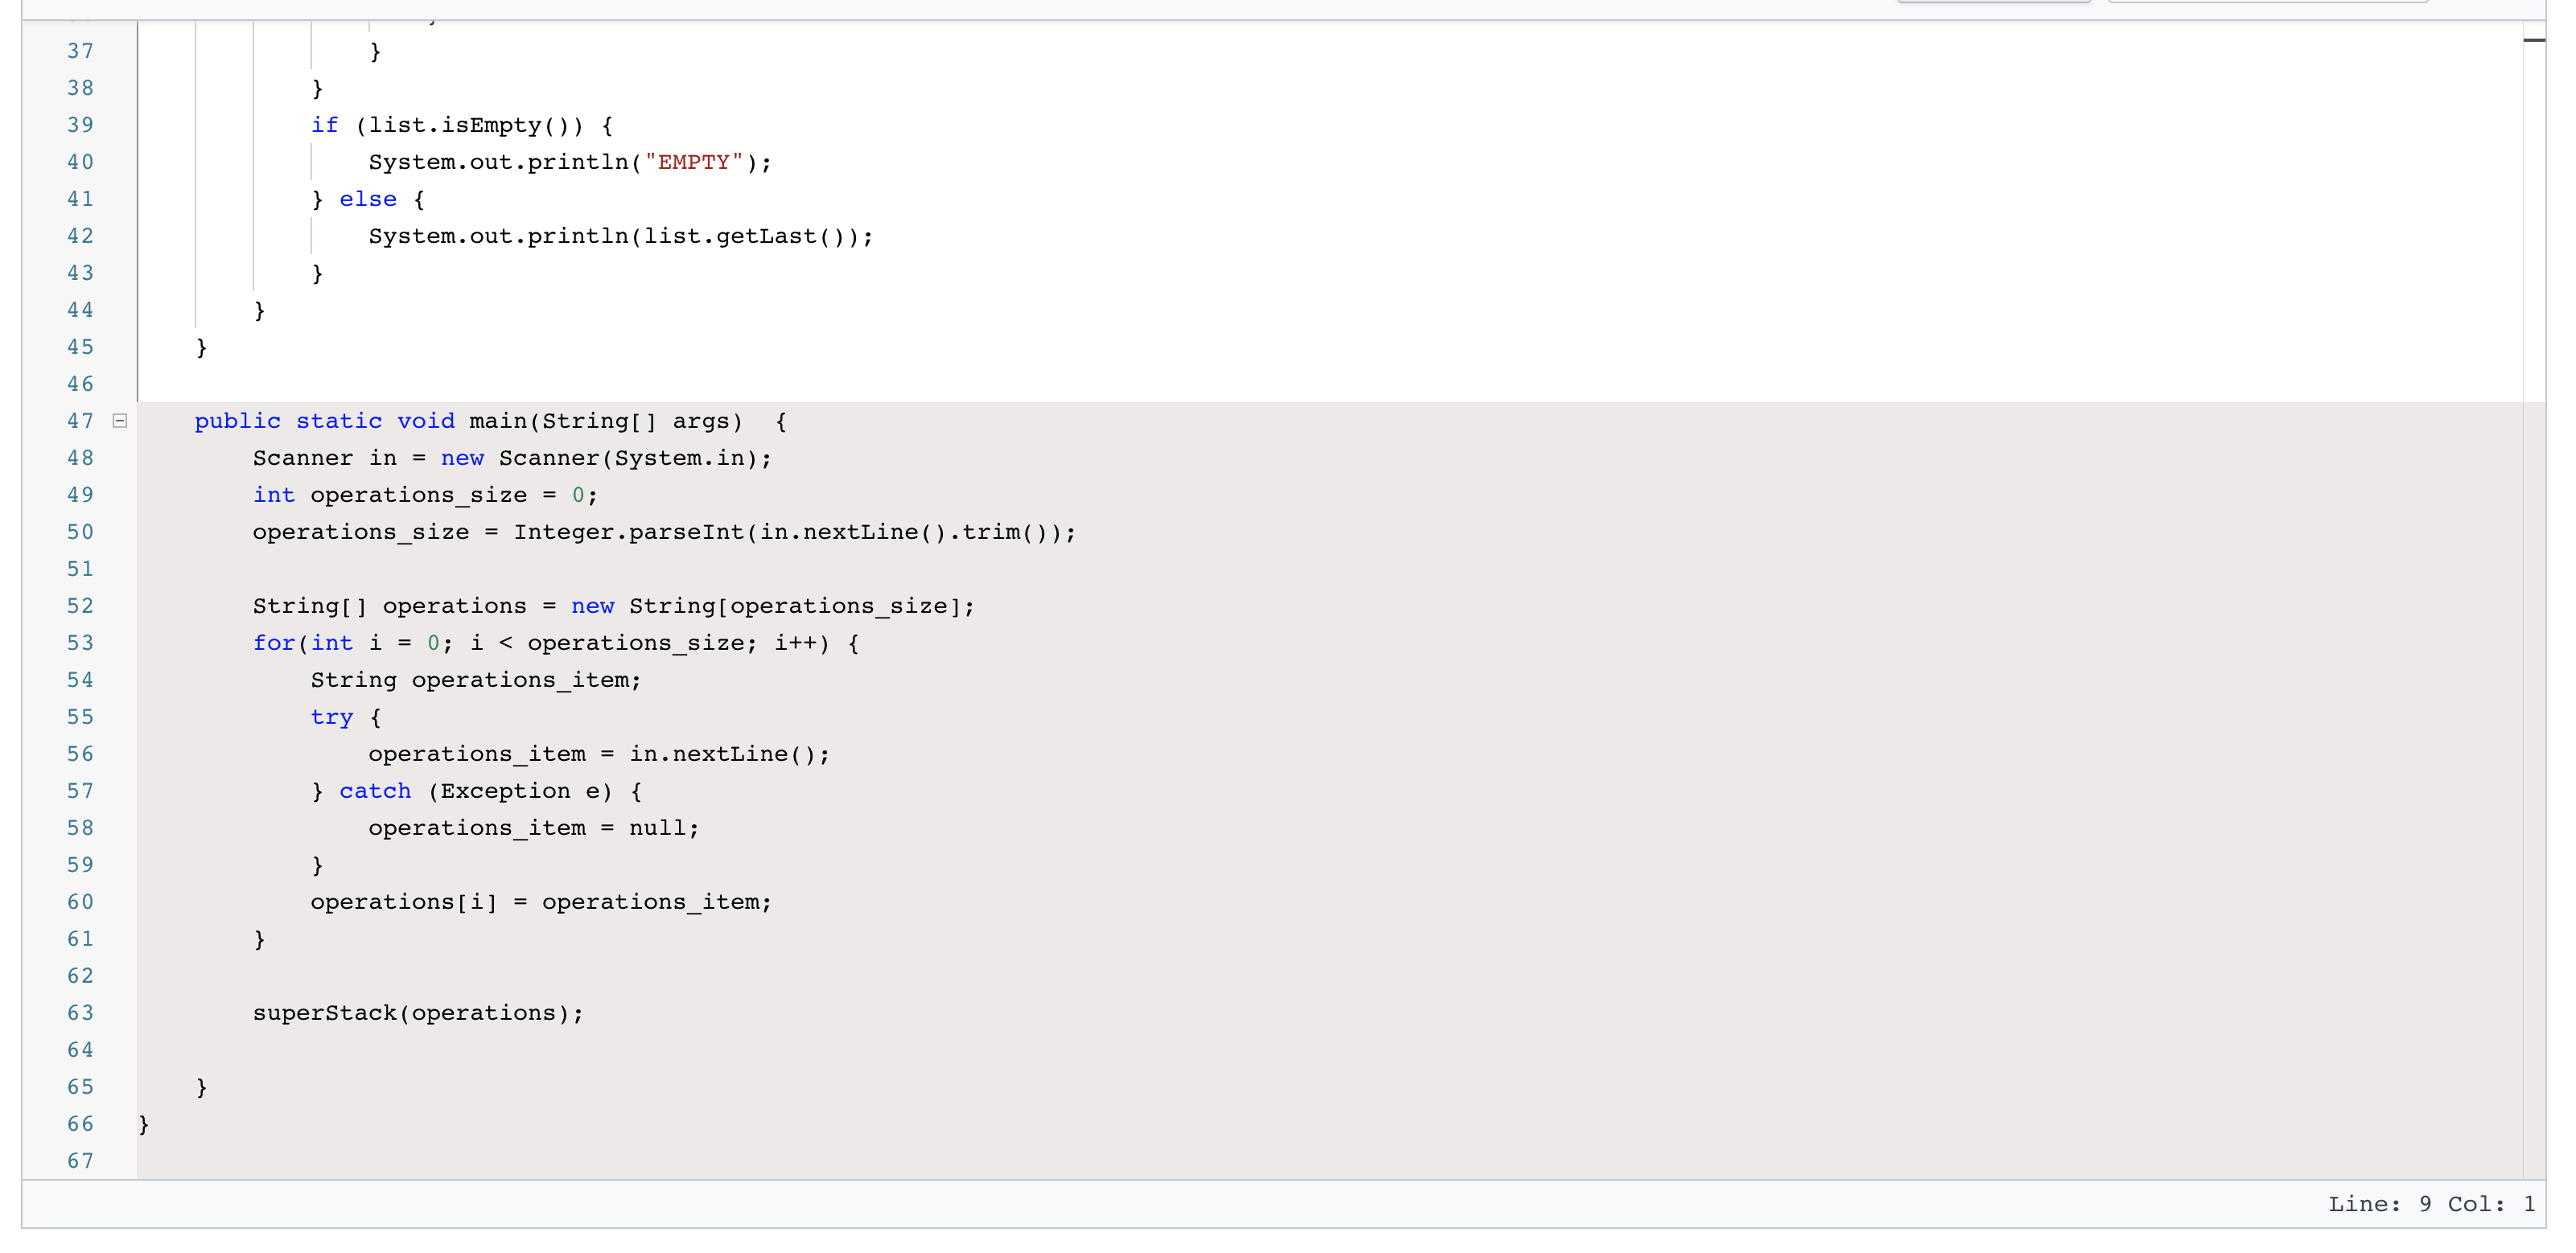 37                 }
38             }
39             if (list.isEmpty()) {
40                 System.out.println("EMPTY");
41             } else {
42                 System.out.println(list.getLast());
43             }
44         }
45     }
46
47     public static void main(String[] args)  {
48         Scanner in = new Scanner(System.in);
49         int operations_size = 0;
50         operations_size = Integer.parseInt(in.nextLine().trim());
51
52         String[] operations = new String[operations_size];
53         for(int i = 0; i < operations_size; i++) {
54             String operations_item;
55             try {
56                 operations_item = in.nextLine();
57             } catch (Exception e) {
58                 operations_item = null;
59             }
60             operations[i] = operations_item;
61         }
62
63         superStack(operations);
64
65     }
66 }
67
Line: 9 Col: 1